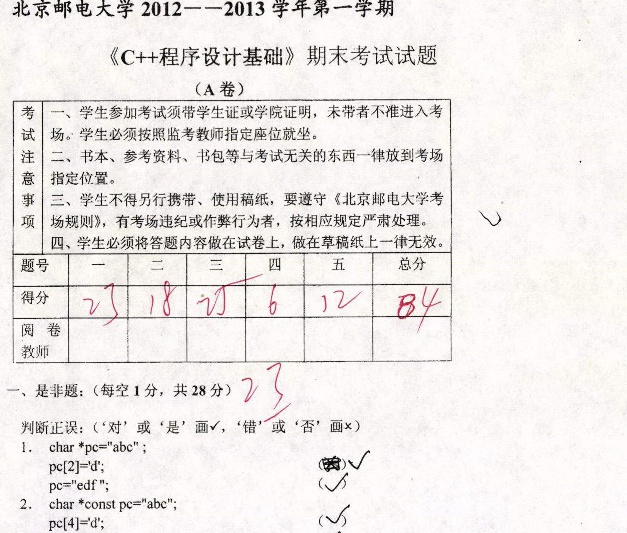 北京邮电大学 2012——2013 学年第一学期
《C++程序设计基础》期末考试试题
(A 卷)
考试注意事项
一、学生参加考试须带学生证或学院证明，未带者不准进入考
场。学生必须按照监考教师指定座位就坐。
二、书本、参考资料、书包等与考试无关的东西一律放到考场
指定位置。
三、学生不得另行携带、使用稿纸，要遵守《北京邮电大学考
场规则》，有考场违纪或作弊行为者，按相应规定严肃处理。
四、学生必须将答题内容做在试卷上，做在草稿纸上一律无效。
题号 一 二 三 四 五 总分
得分 23 18 25 6 12 84
阅 卷
教师
一、是非题：（每空 1 分，共 28 分） 23
判断正误：（‘对’或‘是’画✓，‘错’或‘否’画×）
1. char *pc="abc" ;
pc[2]='d'; ( ) ✓
pc="edf "; (✓)
2. char *const pc="abc";
pc[4]='d'; (✓)